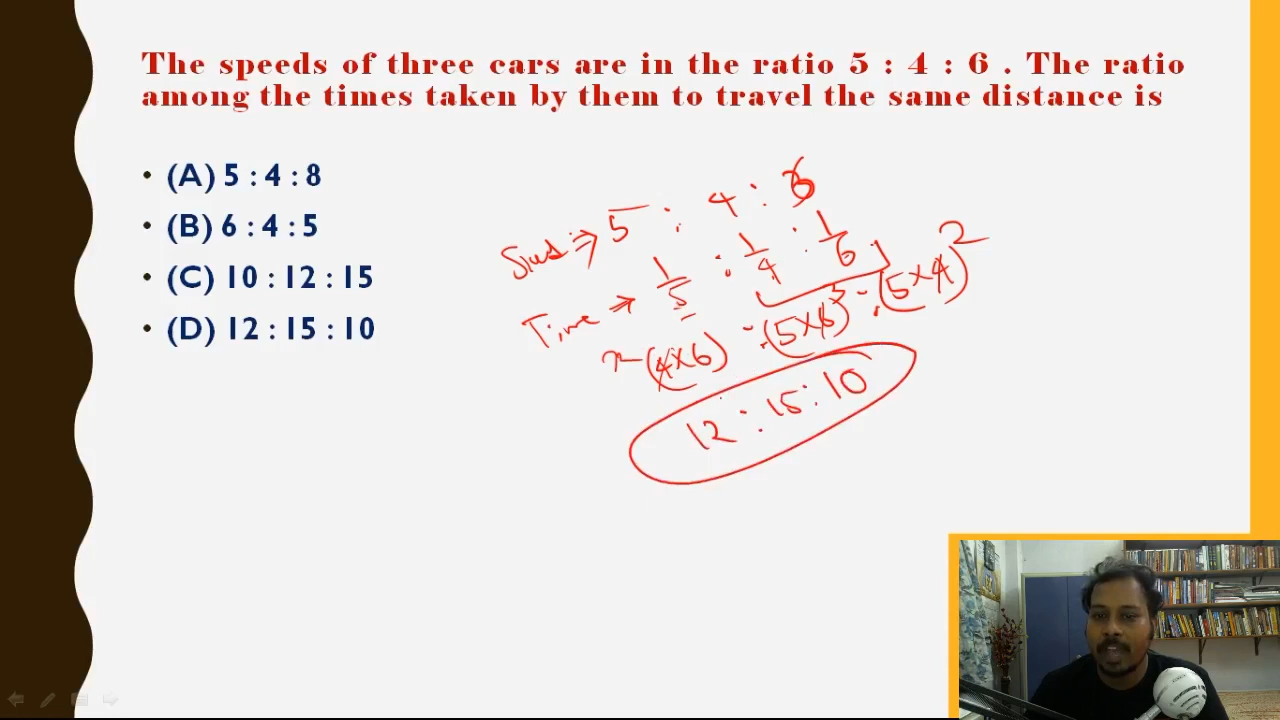 The speeds of three cars are in the ratio 5 : 4 : 6 . The ratio
among the times taken by them to travel the same distance is
• (A) 5 : 4 : 8
• (B) 6 : 4 : 5
• (C) 10 : 12 : 15
• (D) 12 : 15 : 10
⇒ 5 : 4 : 6
Time ⇒ 1/5 : 1/4 : 1/6
(4×6) : (5×6) 3 : (5×4) 2
12 : 15 : 10